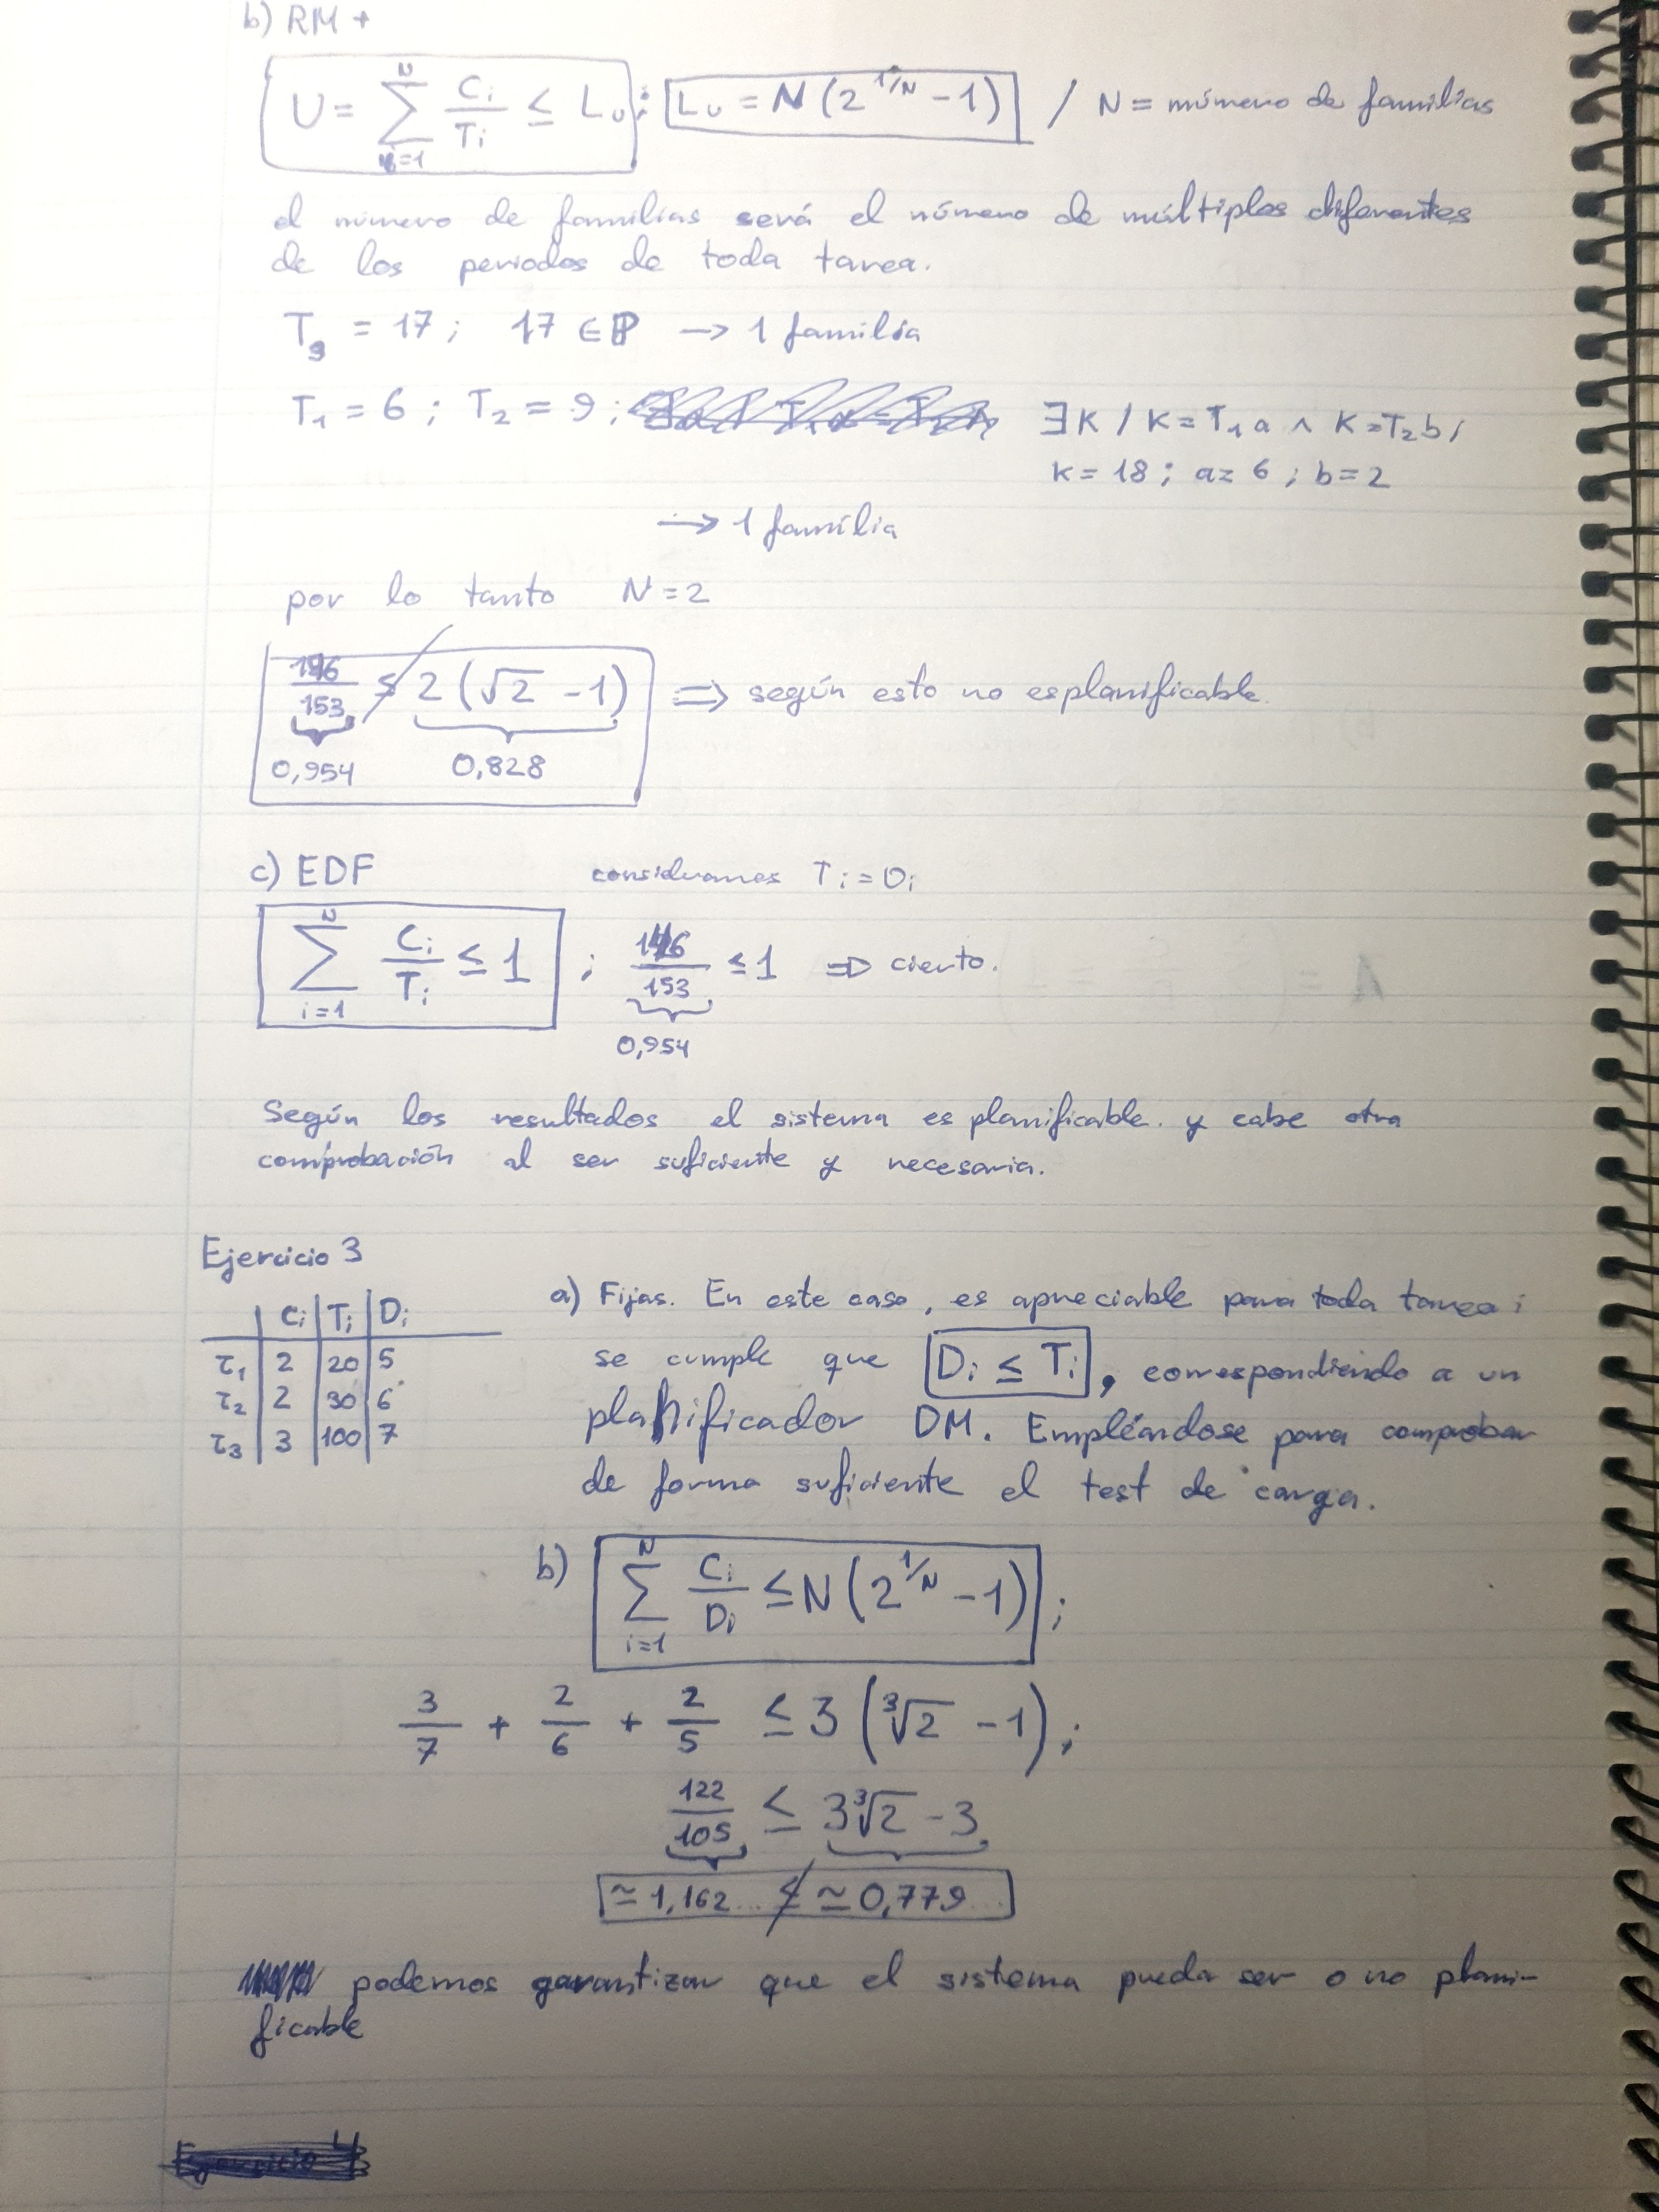 b) RM +
U = ∑_{i=1}^{N} Ci/Ti ≤ Lu ; Lu = N(2^{1/N} - 1) / N = número de familias
el número de familias será el número de múltiplos diferentes
de los periodos de toda tarea.
T3 = 17 ; 17 ∈ ℙ → 1 familia
T1 = 6 ; T2 = 9 ; ∃K / K = T1 a ∧ K = T2 b ;
K = 18 ; a = 6 ; b = 2
→ 1 familia
por lo tanto N = 2
146/153 ≰ 2(√2 - 1) ⇒ según esto no es planificable.
0,954 0,828
c) EDF consideramos Ti = Di
∑_{i=1}^{N} Ci/Ti ≤ 1 ; 146/153 ≤ 1 ⇒ cierto.
0,954
Según los resultados el sistema es planificable. y cabe otra
comprobación al ser suficiente y necesaria.
Ejercicio 3
Ci Ti Di
τ1 2 20 5
τ2 2 30 6
τ3 3 100 7
a) Fijas. En este caso, es apreciable para toda tarea i
se cumple que Di ≤ Ti, correspondiendo a un
planificador DM. Empleándose para comprobar
de forma suficiente el test de carga.
b) ∑_{i=1}^{N} Ci/Di ≤ N(2^{1/N} - 1) ;
3/7 + 2/6 + 2/5 ≤ 3(∛2 - 1) ;
122/105 ≤ 3∛2 - 3
≃ 1,162... ≰ ≃ 0,779...
podemos garantizar que el sistema pueda ser o no plani-
ficable
Ejercicio 4